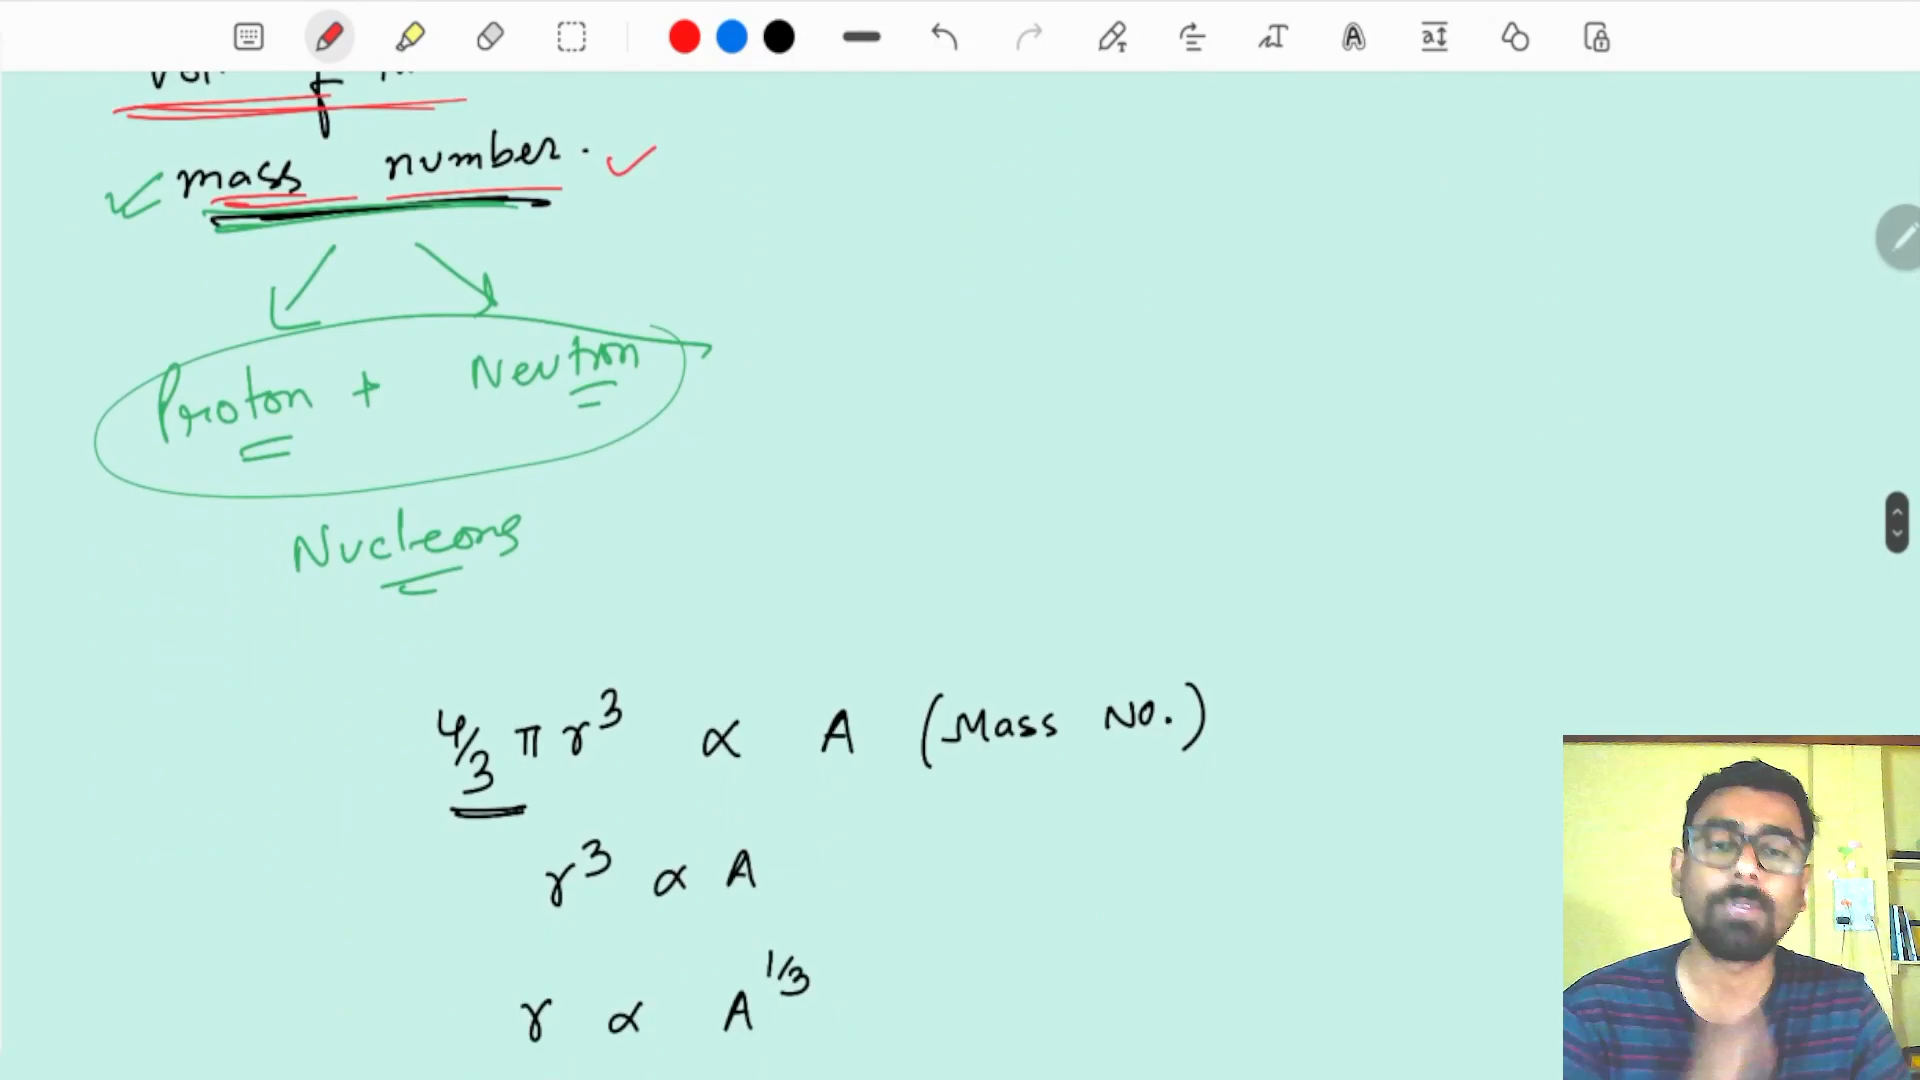 mass number.
Proton + Neutron
Nucleons
4/3 π r³ ∝ A (Mass No.)
r³ ∝ A
r ∝ A^1/3